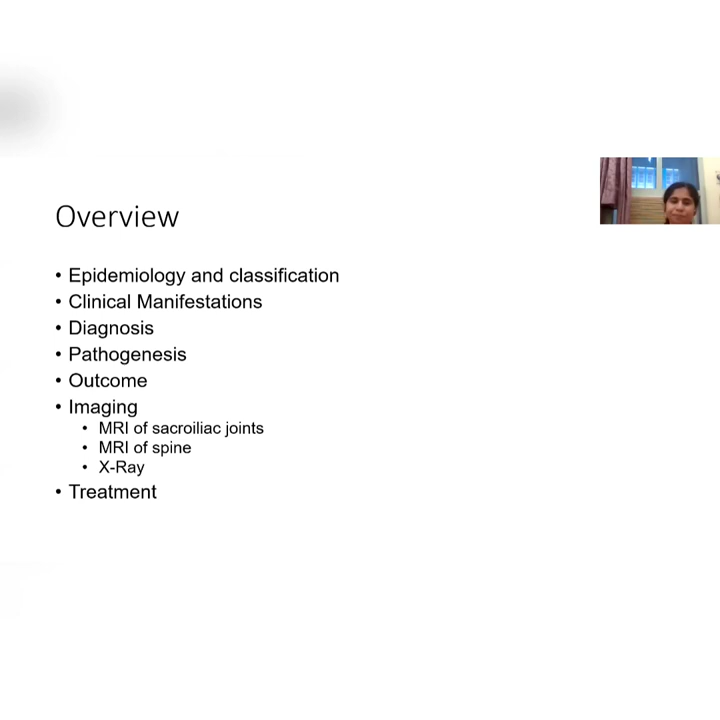 Overview
• Epidemiology and classification
• Clinical Manifestations
• Diagnosis
• Pathogenesis
• Outcome
• Imaging
• MRI of sacroiliac joints
• MRI of spine
• X-Ray
• Treatment